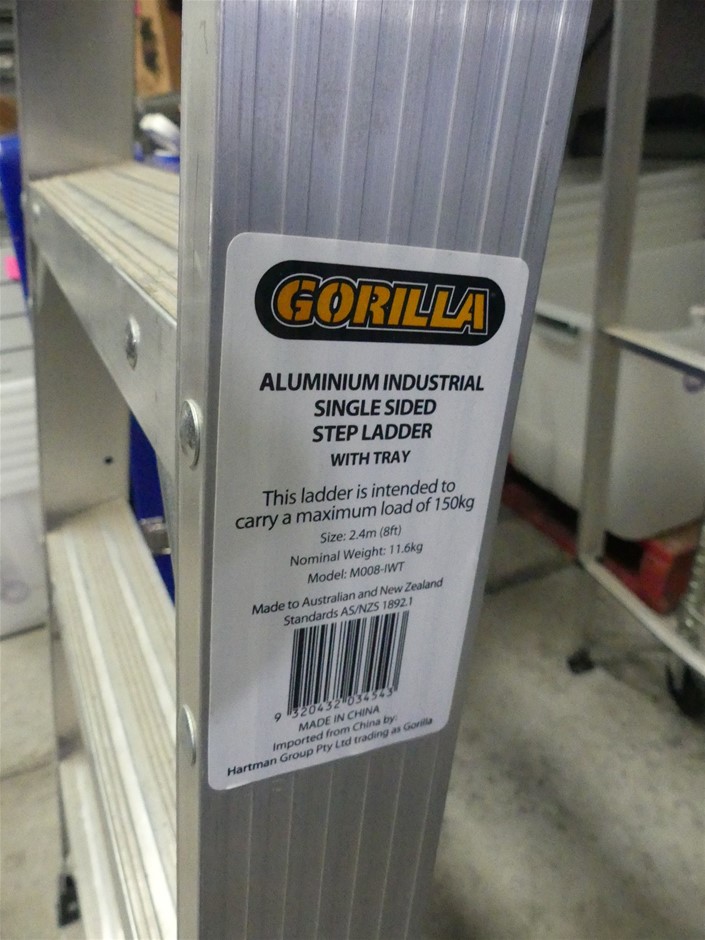 GORILLA
ALUMINIUM INDUSTRIAL
SINGLE SIDED
STEP LADDER
WITH TRAY
This ladder is intended to
carry a maximum load of 150kg
Size: 2.4m (8ft)
Nominal Weight: 11.6kg
Model: M008-IWT
Made to Australian and New Zealand
Standards AS/NZS 1892.1
9 320432 034543
MADE IN CHINA
Imported from China by:
Hartman Group Pty Ltd trading as Gorilla